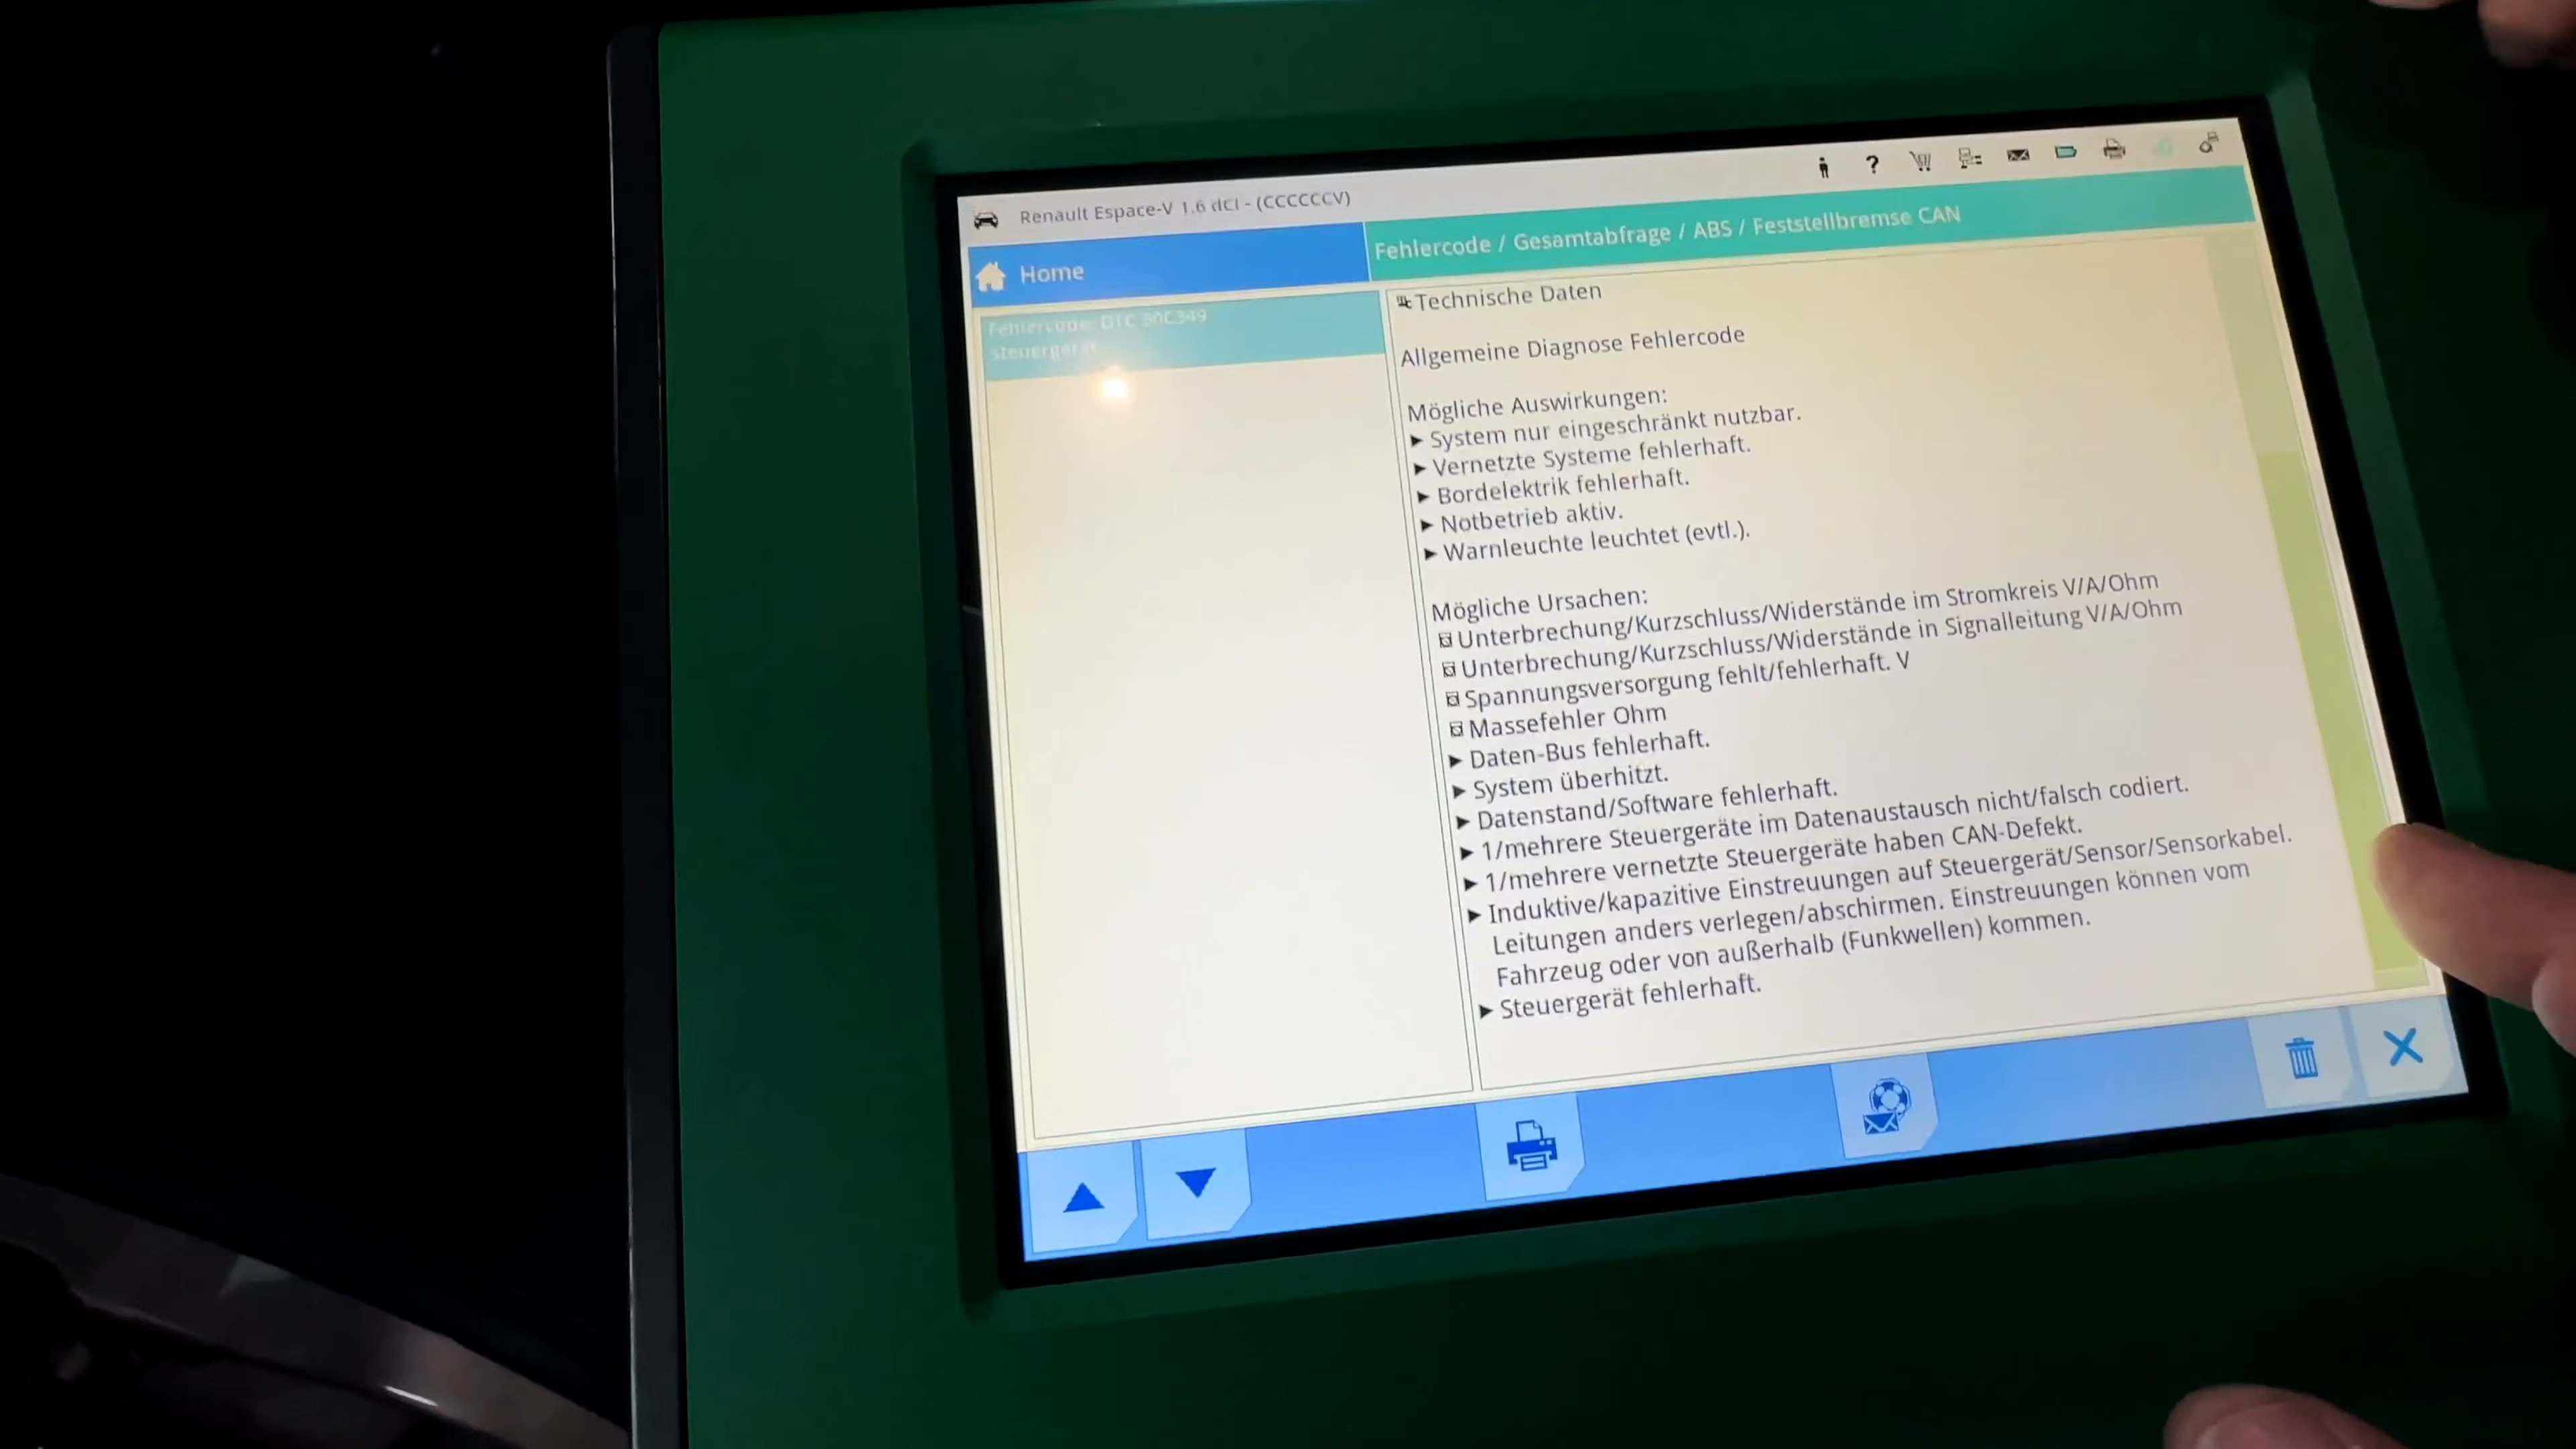 Renault Espace-V 1.6 dCI - (CCCCCCV)
?
Home
Fehlercode / Gesamtabfrage / ABS / Feststellbremse CAN
Fehlercode: DTC 50C349
Steuergerät
Technische Daten
Allgemeine Diagnose Fehlercode
Mögliche Auswirkungen:
► System nur eingeschränkt nutzbar.
► Vernetzte Systeme fehlerhaft.
► Bordelektrik fehlerhaft.
► Notbetrieb aktiv.
► Warnleuchte leuchtet (evtl.).
Mögliche Ursachen:
Unterbrechung/Kurzschluss/Widerstände im Stromkreis V/A/Ohm
Unterbrechung/Kurzschluss/Widerstände in Signalleitung V/A/Ohm
Spannungsversorgung fehlt/fehlerhaft. V
Massefehler Ohm
► Daten-Bus fehlerhaft.
► System überhitzt.
► Datenstand/Software fehlerhaft.
► 1/mehrere Steuergeräte im Datenaustausch nicht/falsch codiert.
► 1/mehrere vernetzte Steuergeräte haben CAN-Defekt.
► Induktive/kapazitive Einstreuungen auf Steuergerät/Sensor/Sensorkabel.
Leitungen anders verlegen/abschirmen. Einstreuungen können vom
Fahrzeug oder von außerhalb (Funkwellen) kommen.
► Steuergerät fehlerhaft.